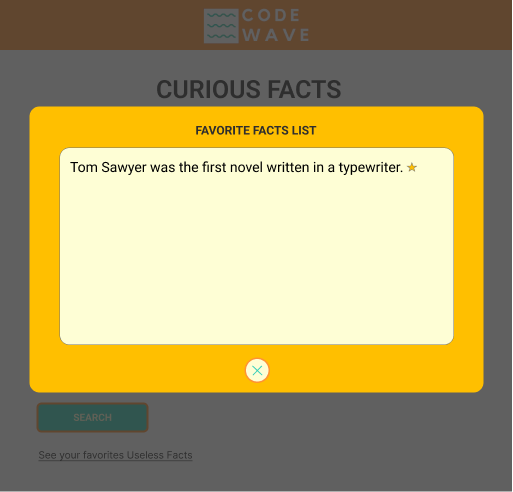 CODE
WAVE
CURIOUS FACTS
FAVORITE FACTS LIST
Tom Sawyer was the first novel written in a typewriter.
SEARCH
See your favorites Useless Facts